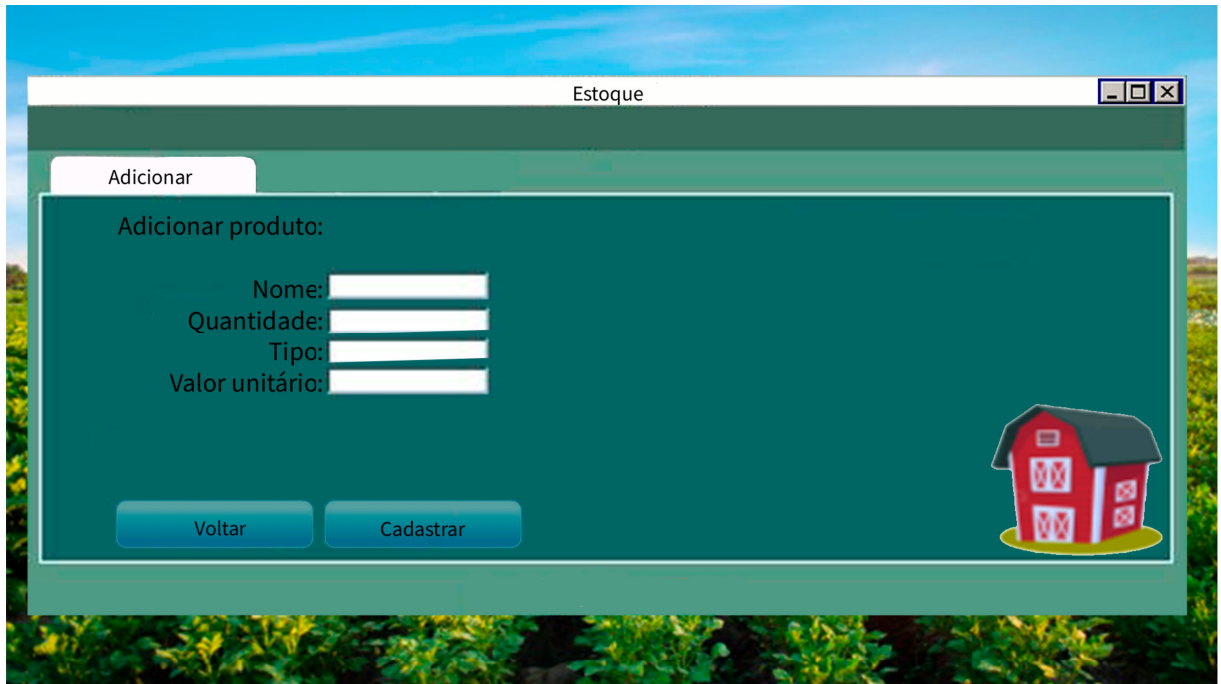 Estoque
Adicionar
Adicionar produto:
Nome:
Quantidade:
Tipo:
Valor unitário:
Voltar
Cadastrar